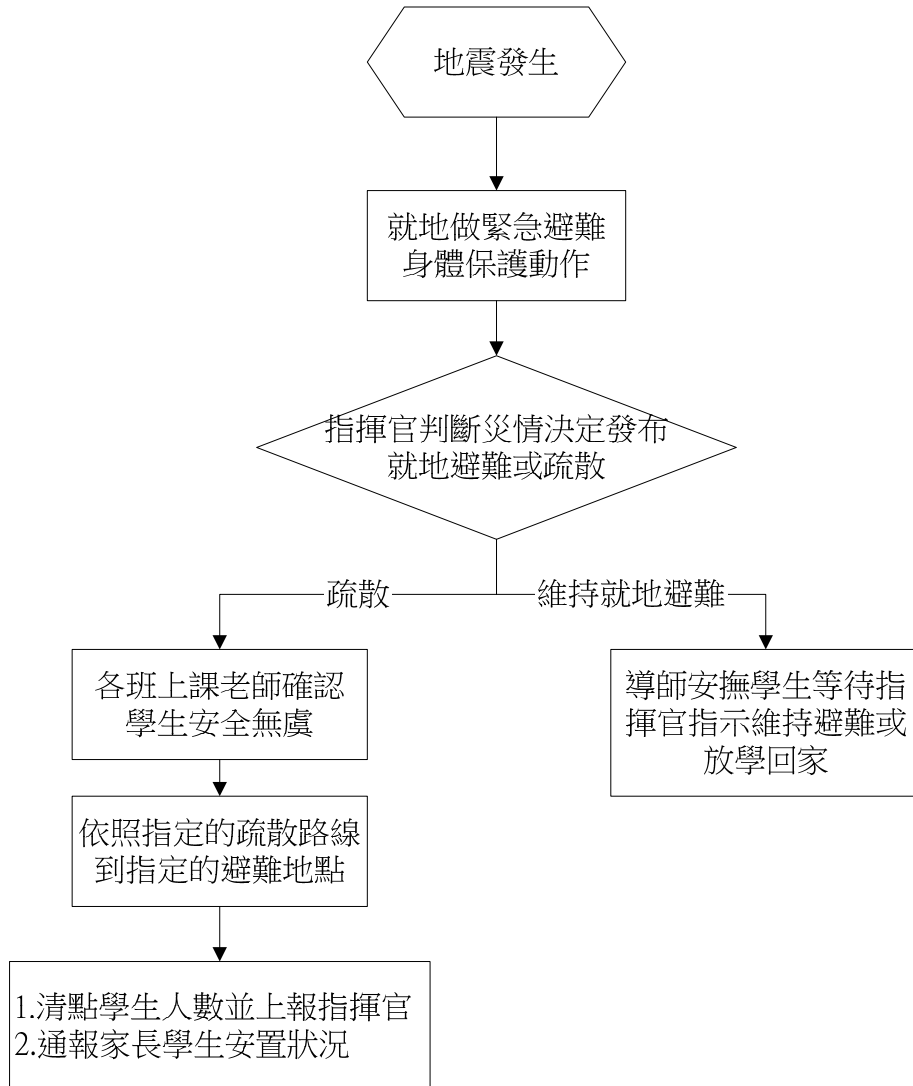 地震發生
就地做緊急避難
身體保護動作
指揮官判斷災情決定發布
就地避難或疏散
疏散
維持就地避難
各班上課老師確認
學生安全無虞
導師安撫學生等待指
揮官指示維持避難或
放學回家
依照指定的疏散路線
到指定的避難地點
1.清點學生人數並上報指揮官
2.通報家長學生安置狀況